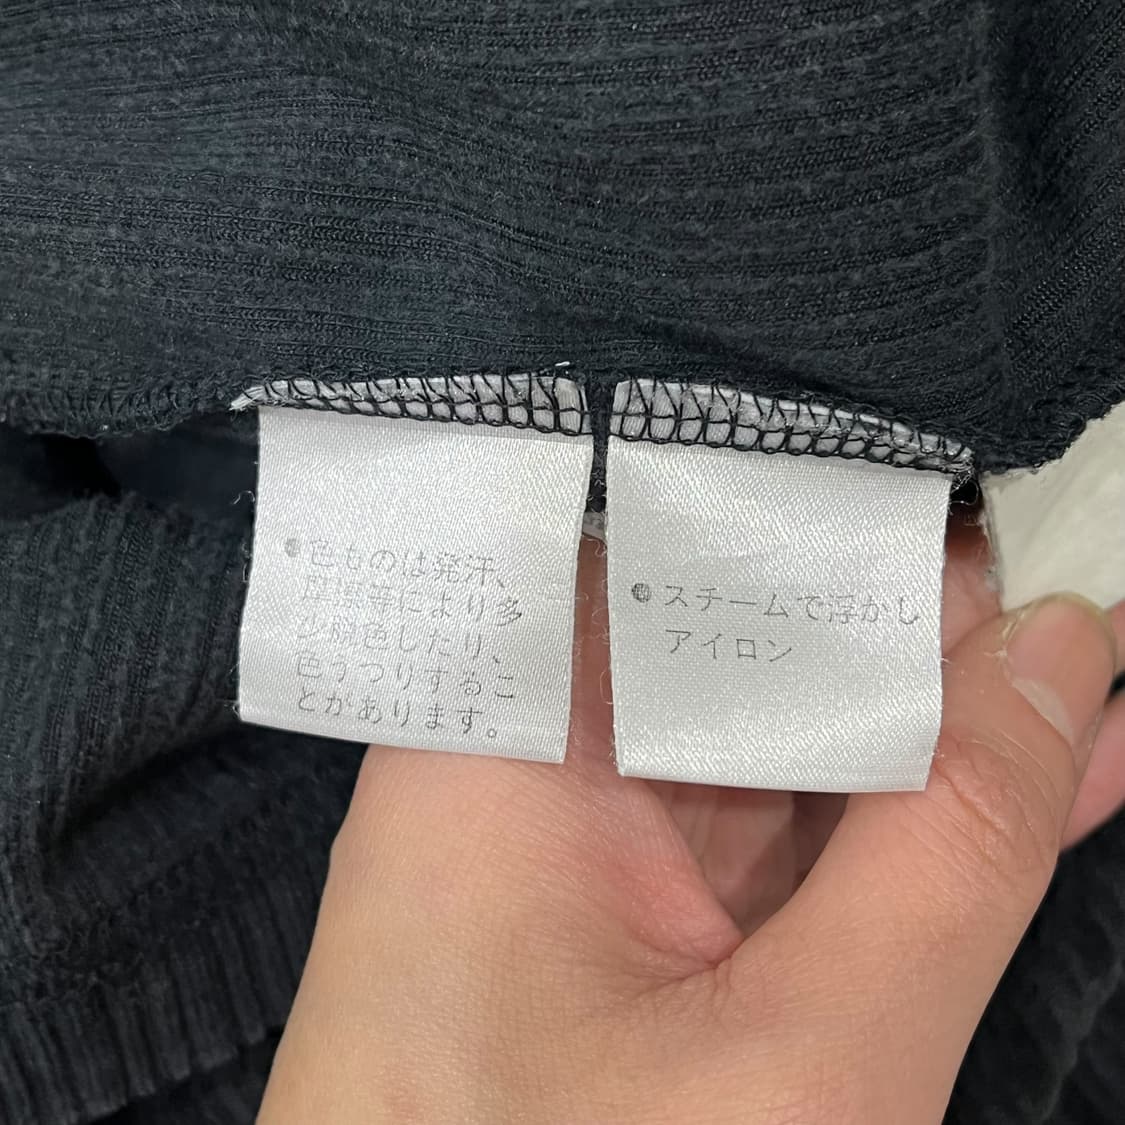 ●色ものは発汗、
摩擦等により多
少脱色したり、
色うつりするこ
とがあります。
●スチームで浮かし
アイロン